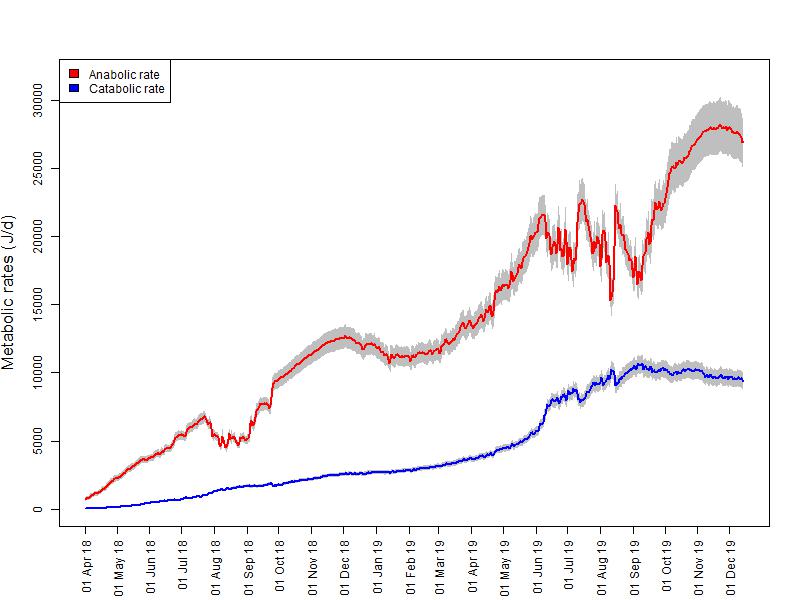 Anabolic rate
Catabolic rate
Metabolic rates (J/d)
30000
25000
20000
15000
10000
5000
0
01 Apr 18
01 May 18
01 Jun 18
01 Jul 18
01 Aug 18
01 Sep 18
01 Oct 18
01 Nov 18
01 Dec 18
01 Jan 19
01 Feb 19
01 Mar 19
01 Apr 19
01 May 19
01 Jun 19
01 Jul 19
01 Aug 19
01 Sep 19
01 Oct 19
01 Nov 19
01 Dec 19